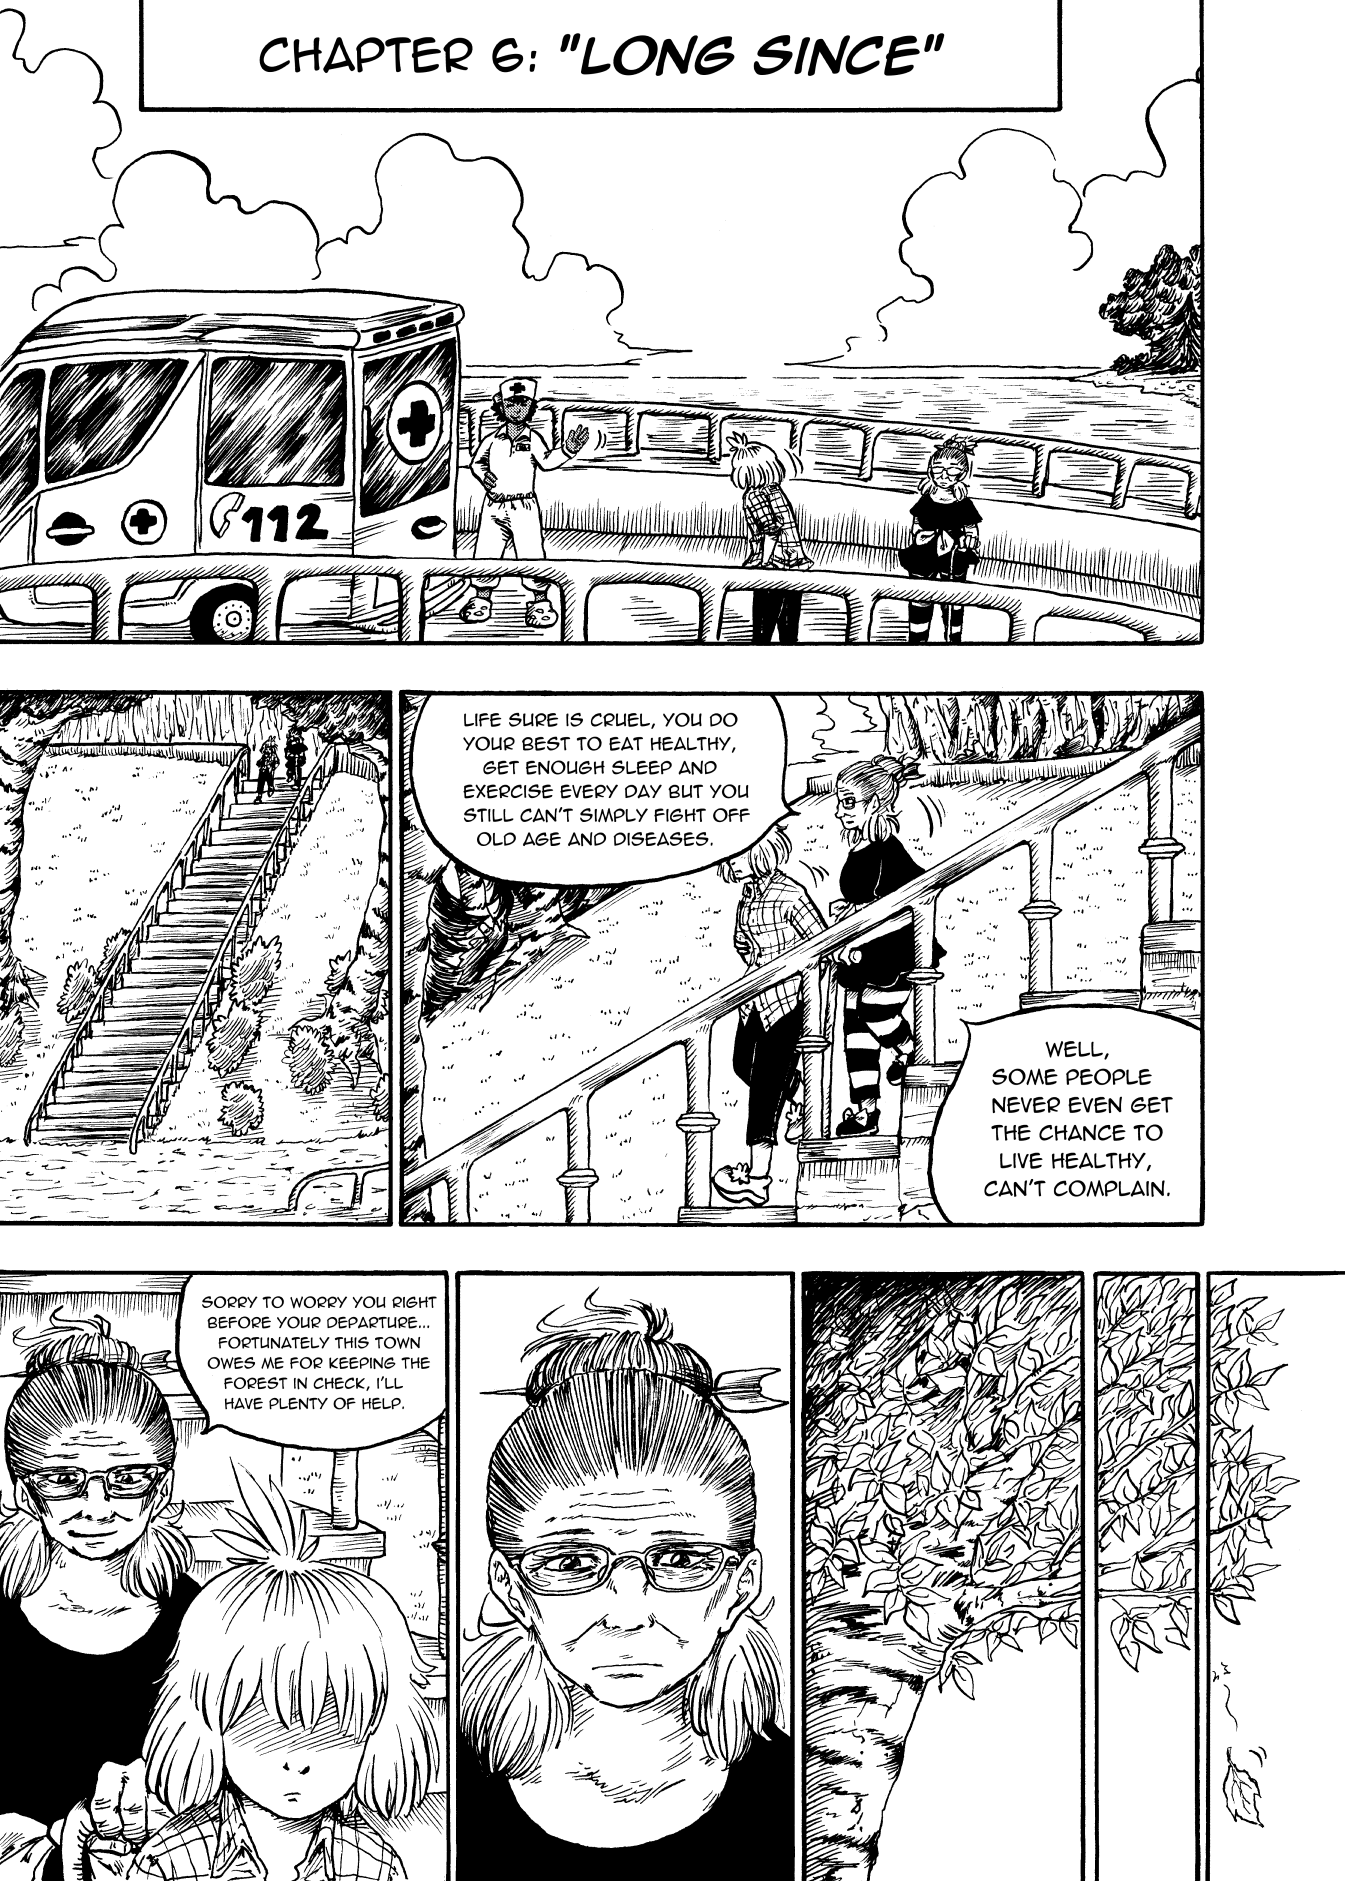 CHAPTER 6: "LONG SINCE"
112
LIFE SURE IS CRUEL, YOU DO
YOUR BEST TO EAT HEALTHY,
GET ENOUGH SLEEP AND
EXERCISE EVERY DAY BUT YOU
STILL CAN'T SIMPLY FIGHT OFF
OLD AGE AND DISEASES.
WELL,
SOME PEOPLE
NEVER EVEN GET
THE CHANCE TO
LIVE HEALTHY,
CAN'T COMPLAIN.
SORRY TO WORRY YOU RIGHT
BEFORE YOUR DEPARTURE...
FORTUNATELY THIS TOWN
OWES ME FOR KEEPING THE
FOREST IN CHECK, I'LL
HAVE PLENTY OF HELP.